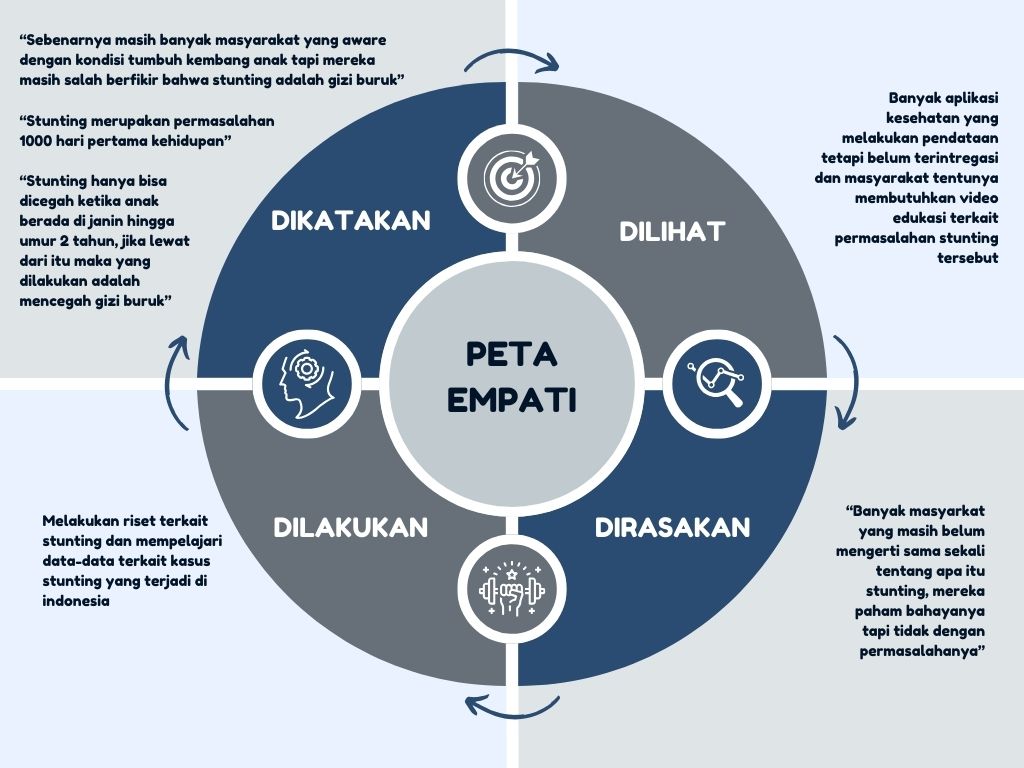 “Sebenarnya masih banyak masyarakat yang aware
dengan kondisi tumbuh kembang anak tapi mereka
masih salah berfikir bahwa stunting adalah gizi buruk”
“Stunting merupakan permasalahan
1000 hari pertama kehidupan”
“Stunting hanya bisa
dicegah ketika anak
berada di janin hingga
umur 2 tahun, jika lewat
dari itu maka yang
dilakukan adalah
mencegah gizi buruk”
DIKATAKAN
DILIHAT
Banyak aplikasi
kesehatan yang
melakukan pendataan
tetapi belum terintregasi
dan masyarakat tentunya
membutuhkan video
edukasi terkait
permasalahan stunting
tersebut
PETA
EMPATI
DILAKUKAN
Melakukan riset terkait
stunting dan mempelajari
data-data terkait kasus
stunting yang terjadi di
indonesia
DIRASAKAN
“Banyak masyarkat
yang masih belum
mengerti sama sekali
tentang apa itu
stunting, mereka
paham bahayanya
tapi tidak dengan
permasalahanya”